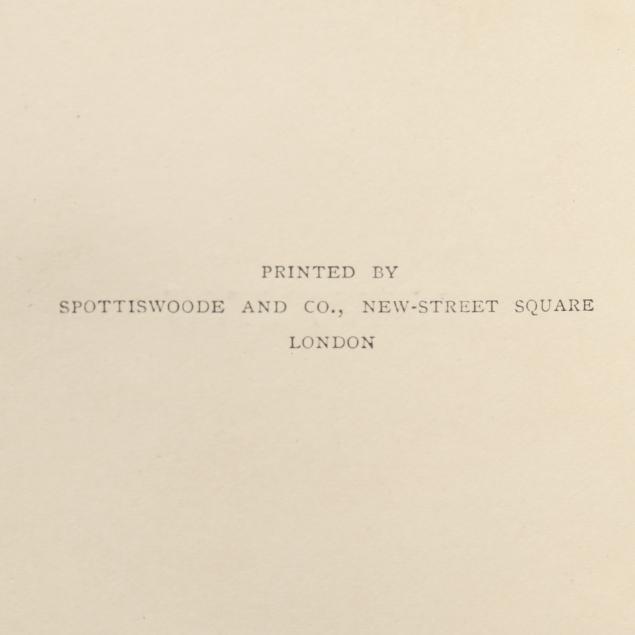 PRINTED BY
SPOTTISWOODE AND CO., NEW-STREET SQUARE
LONDON